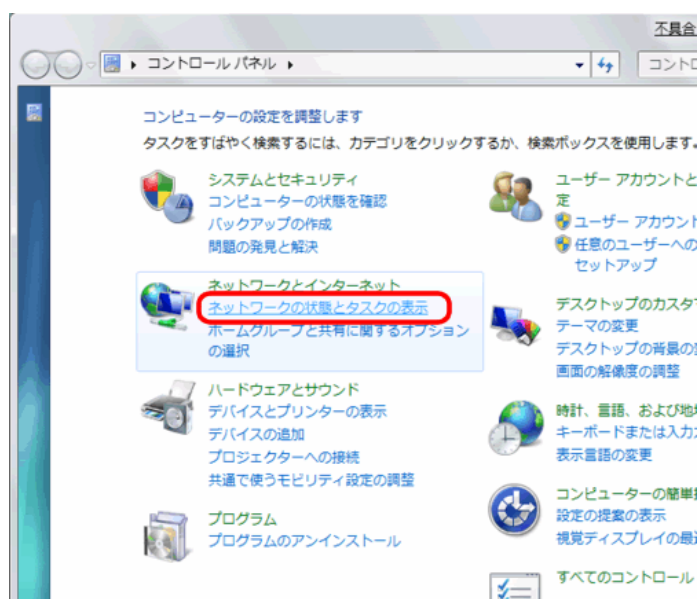 不具合
コントロール パネル
コントロ
コンピューターの設定を調整します
タスクをすばやく検索するには、カテゴリをクリックするか、検索ボックスを使用します。
システムとセキュリティ
コンピューターの状態を確認
バックアップの作成
問題の発見と解決
ネットワークとインターネット
ネットワークの状態とタスクの表示
ホームグループと共有に関するオプション
の選択
ハードウェアとサウンド
デバイスとプリンターの表示
デバイスの追加
プロジェクターへの接続
共通で使うモビリティ設定の調整
プログラム
プログラムのアンインストール
ユーザー アカウントと
定
ユーザー アカウント
任意のユーザーへの
セットアップ
デスクトップのカスタ
テーマの変更
デスクトップの背景の
画面の解像度の調整
時計、言語、および地
キーボードまたは入力
表示言語の変更
コンピューターの簡単
設定の提案の表示
視覚ディスプレイの最
すべてのコントロール